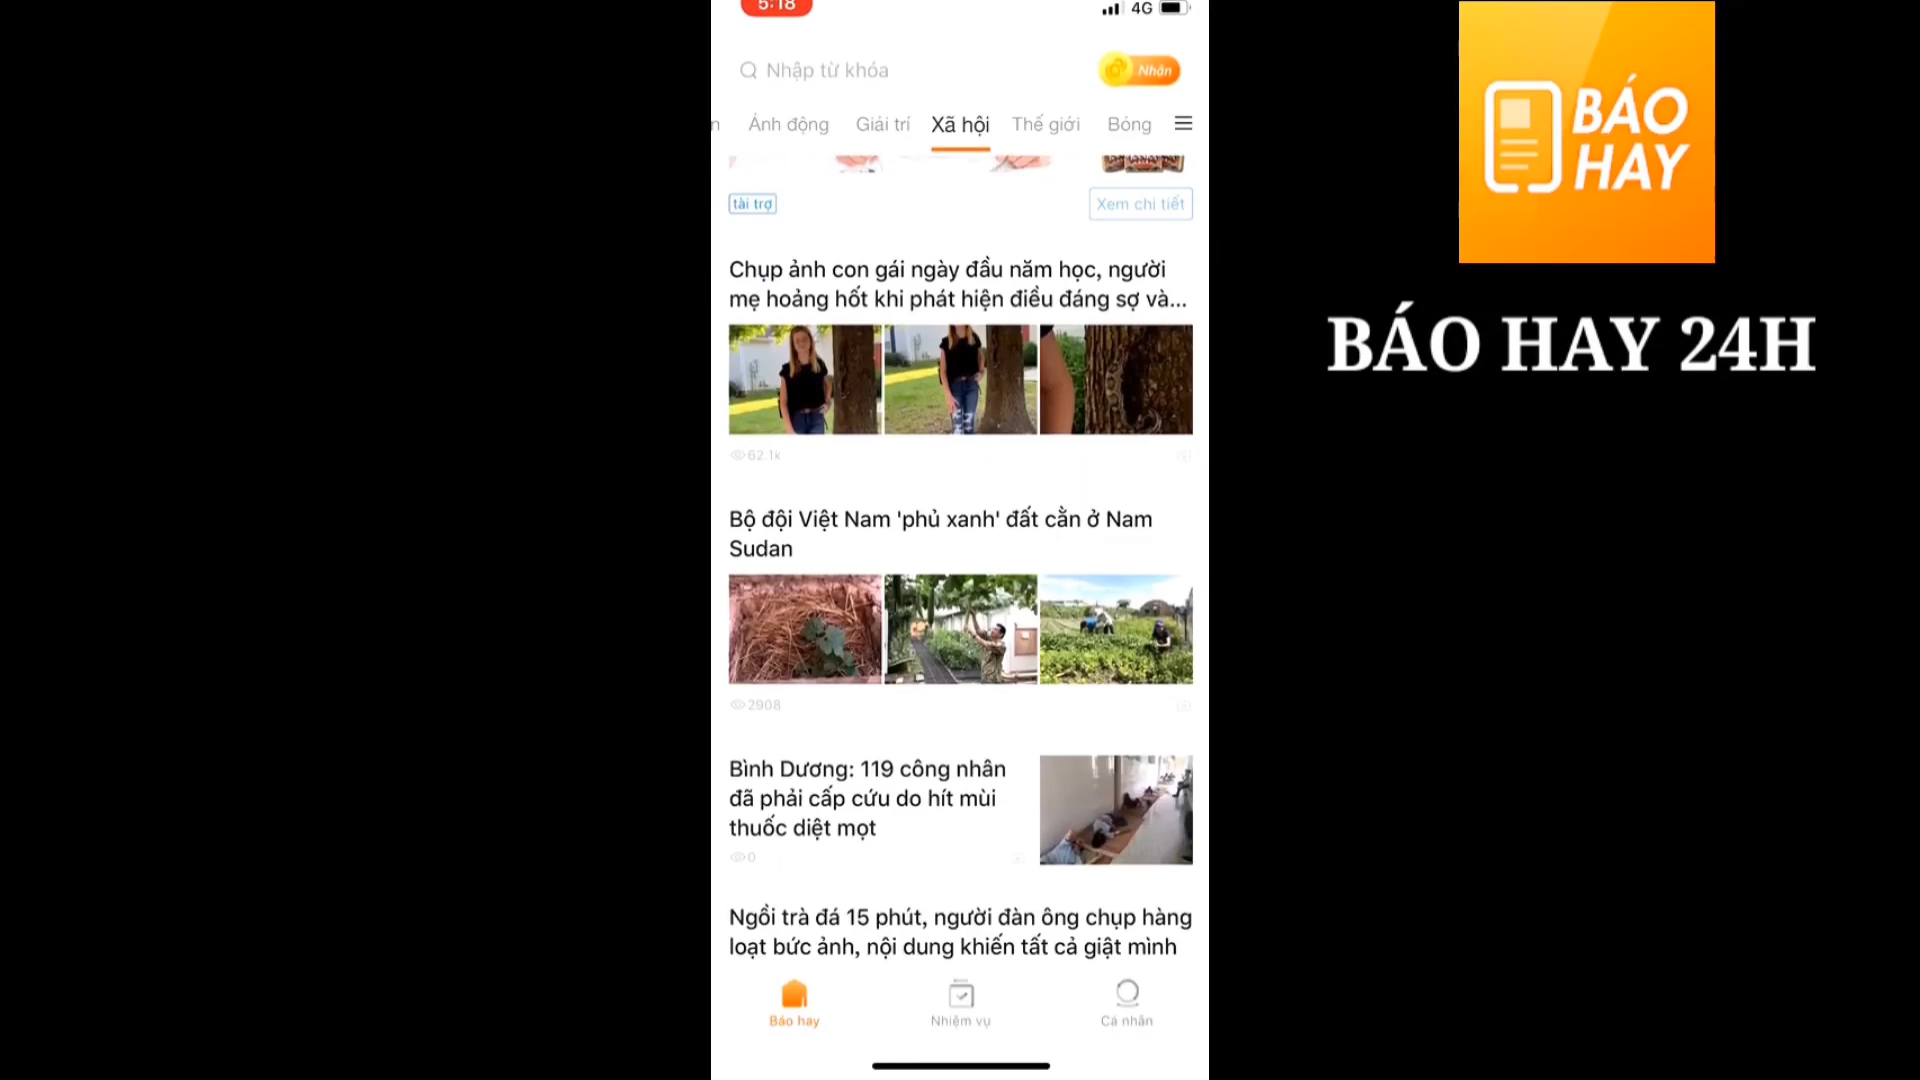 5:18
4G
Nhập từ khóa
Nhận
n Ảnh động Giải trí Xã hội Thế giới Bóng
tài trợ
Xem chi tiết
Chụp ảnh con gái ngày đầu năm học, người
mẹ hoảng hốt khi phát hiện điều đáng sợ và...
62.1k
Bộ đội Việt Nam 'phủ xanh' đất cằn ở Nam
Sudan
2908
Bình Dương: 119 công nhân
đã phải cấp cứu do hít mùi
thuốc diệt mọt
0
Ngồi trà đá 15 phút, người đàn ông chụp hàng
loạt bức ảnh, nội dung khiến tất cả giật mình
Báo hay
Nhiệm vụ
Cá nhân
BÁO
HAY
BÁO HAY 24H